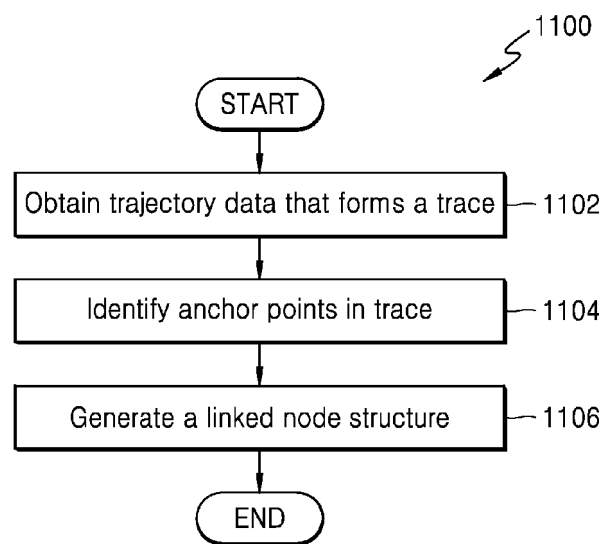 1100
START
Obtain trajectory data that forms a trace
1102
Identify anchor points in trace
1104
Generate a linked node structure
1106
END